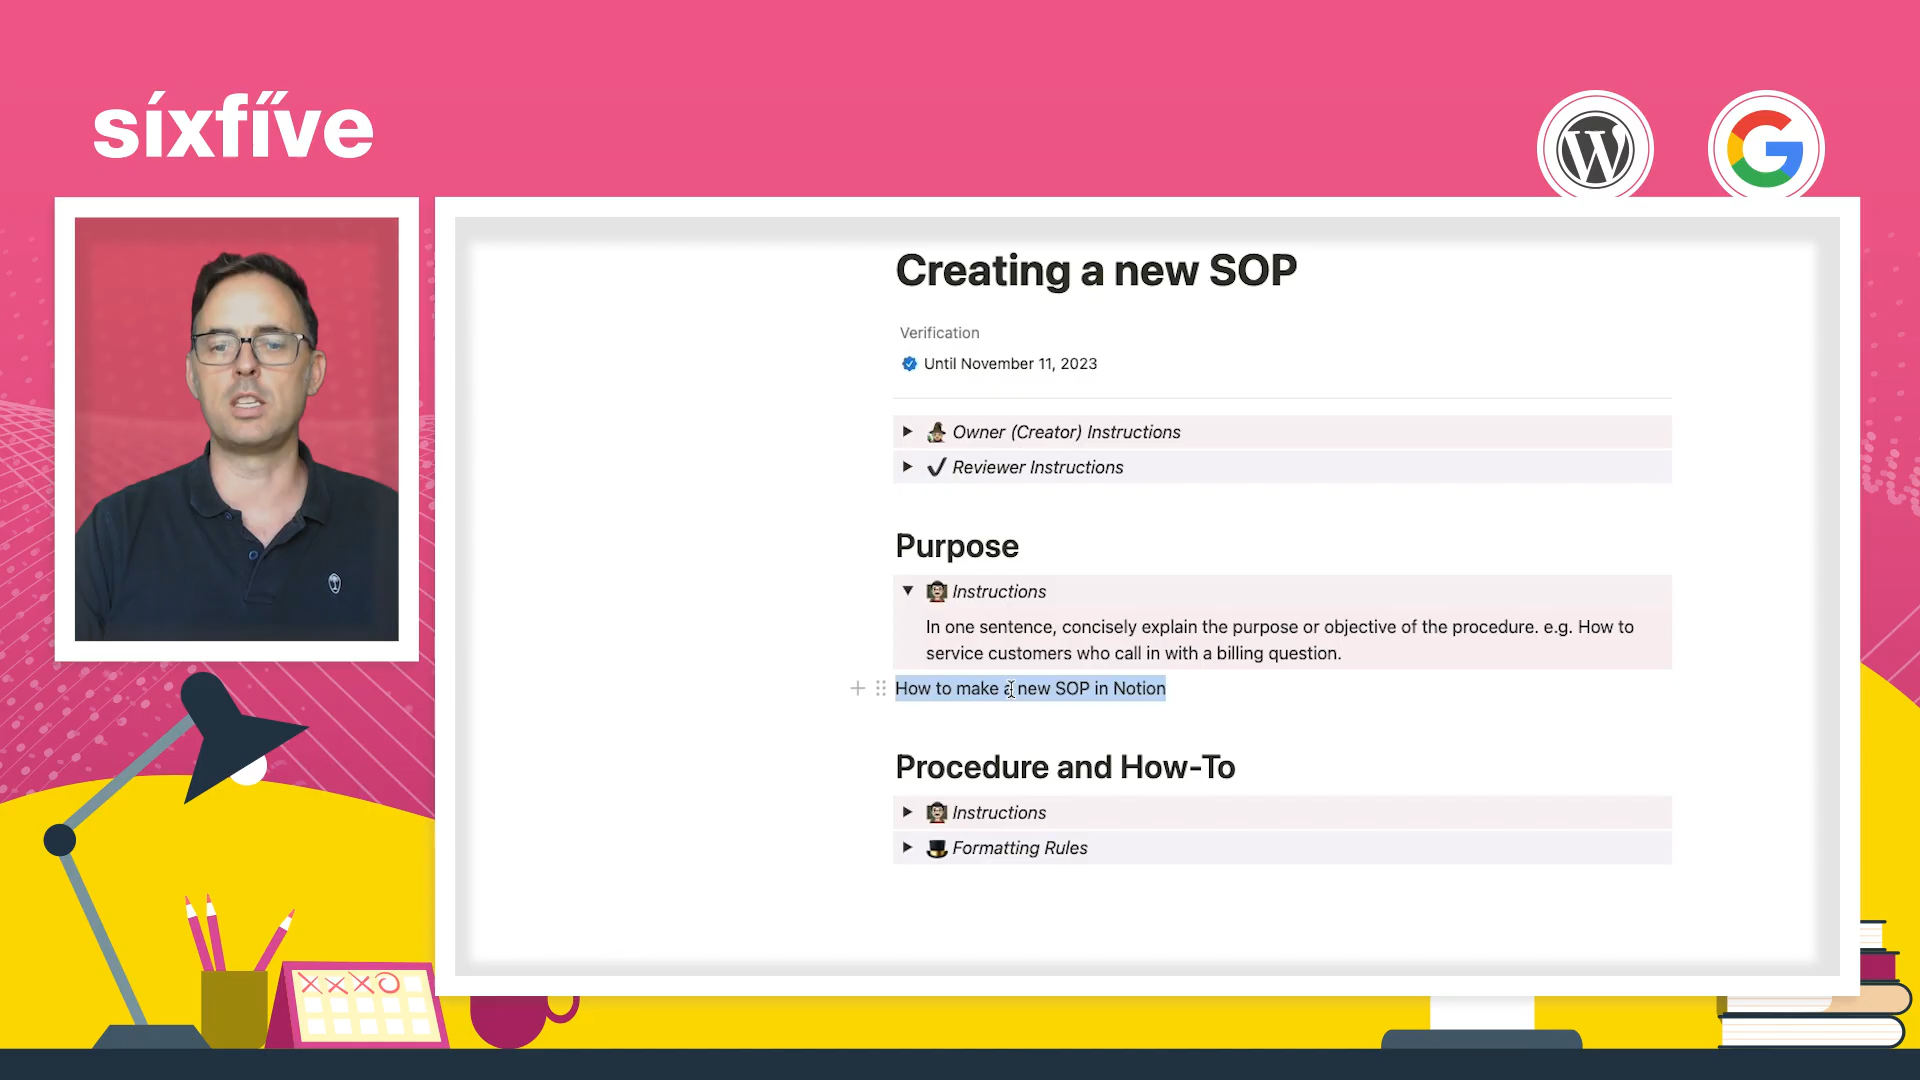 síxfív̋e
Creating a new SOP
Verification
Until November 11, 2023
Owner (Creator) Instructions
Reviewer Instructions
Purpose
Instructions
In one sentence, concisely explain the purpose or objective of the procedure. e.g. How to
service customers who call in with a billing question.
How to make a new SOP in Notion
Procedure and How-To
Instructions
Formatting Rules